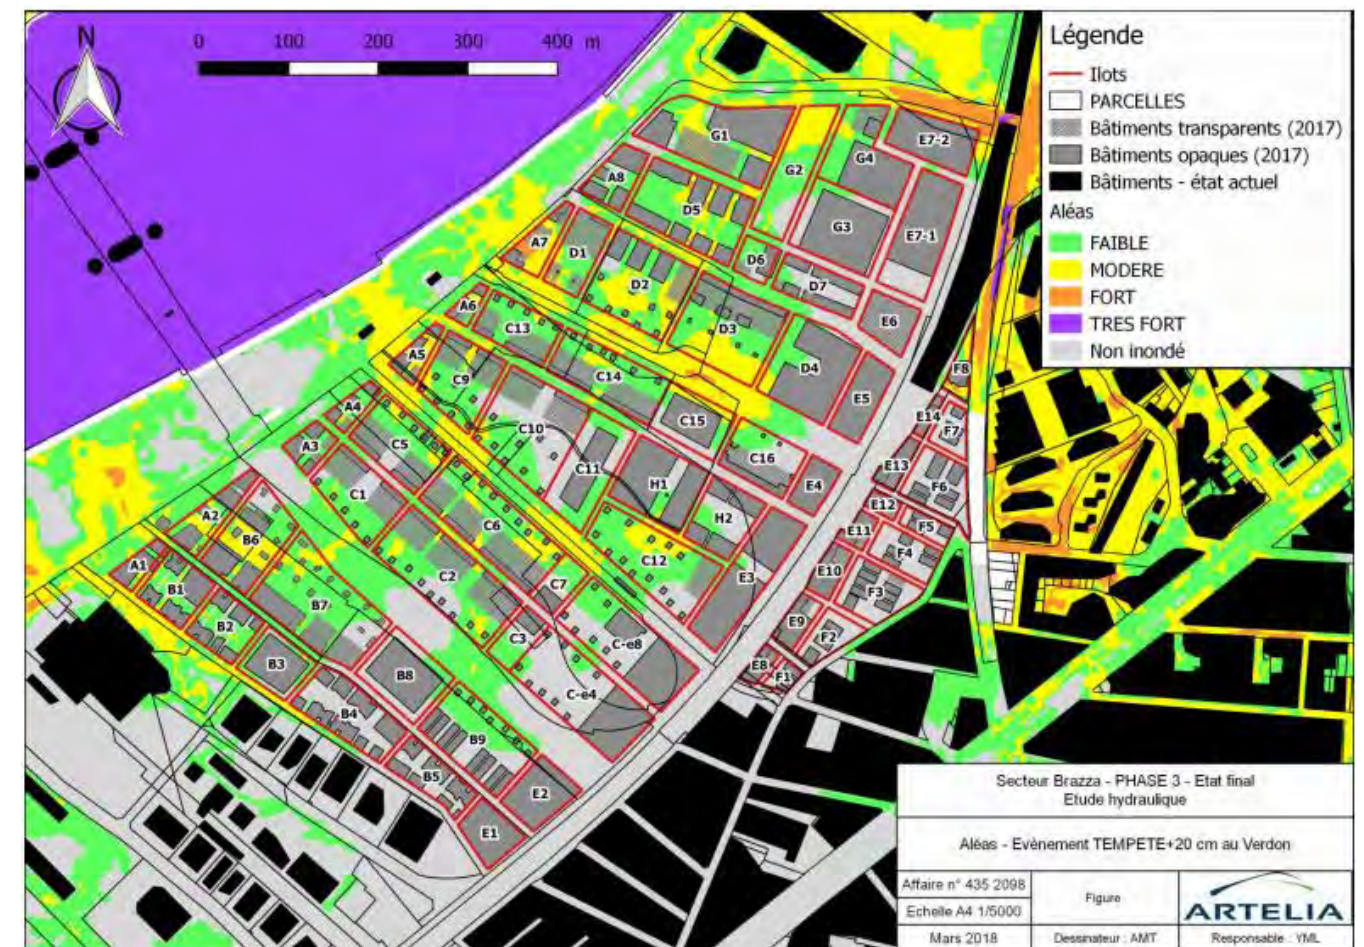 N
0 100 200 300 400 m
Légende
Ilots
PARCELLES
Bâtiments transparents (2017)
Bâtiments opaques (2017)
Bâtiments - état actuel
Aléas
FAIBLE
MODERE
FORT
TRES FORT
Non inondé
G1
E7-2
G4
G2
A8
D5
G3
E7-1
A7
D1
D6
D2
D7
A6
C13
D3
E6
A5
C9
C14
D4
F8
E5
A4
C10
C15
E14
F7
A3
C5
C11
C16
E13
C1
H1
E4
F6
A2
H2
E12
B6
C6
E11
F5
F4
A1
C12
B1
C2
C7
E3
E10
F3
B7
B2
C3
C-e8
E9
F2
B3
B8
E8
F1
C-e4
B4
B9
B5
E2
E1
Secteur Brazza - PHASE 3 - Etat final
Etude hydraulique
Aléas - Evènement TEMPETE+20 cm au Verdon
Affaire n° 435 2098
Figure
ARTELIA
Echelle A4 1/5000
Mars 2018
Dessinateur : AMT
Responsable : YML